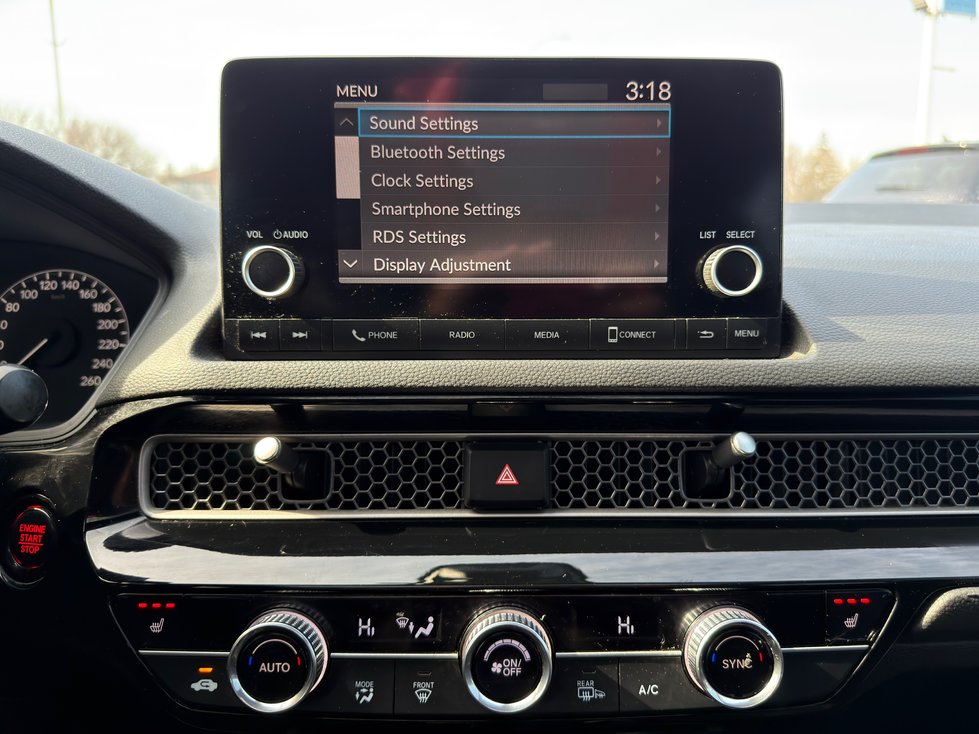 MENU 3:18
Sound Settings
Bluetooth Settings
Clock Settings
Smartphone Settings
RDS Settings
Display Adjustment
VOL AUDIO
LIST SELECT
PHONE RADIO MEDIA CONNECT MENU
80 100 120 140 160 180 200 220 240 260
ENGINE
START
STOP
HI HI
AUTO
ON/
OFF
SYNC
MODE
FRONT
REAR
A/C